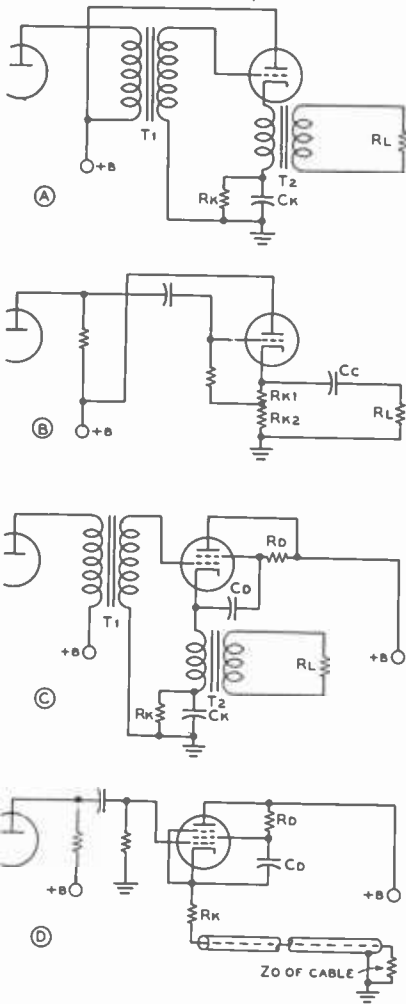 T1
+B
T2
RL
RK
CK
A
B
+B
CC
RK1
RK2
RL
C
T1
+B
RD
CD
+B
T2
RL
RK
CK
D
+B
RD
CD
+B
RK
ZO OF CABLE